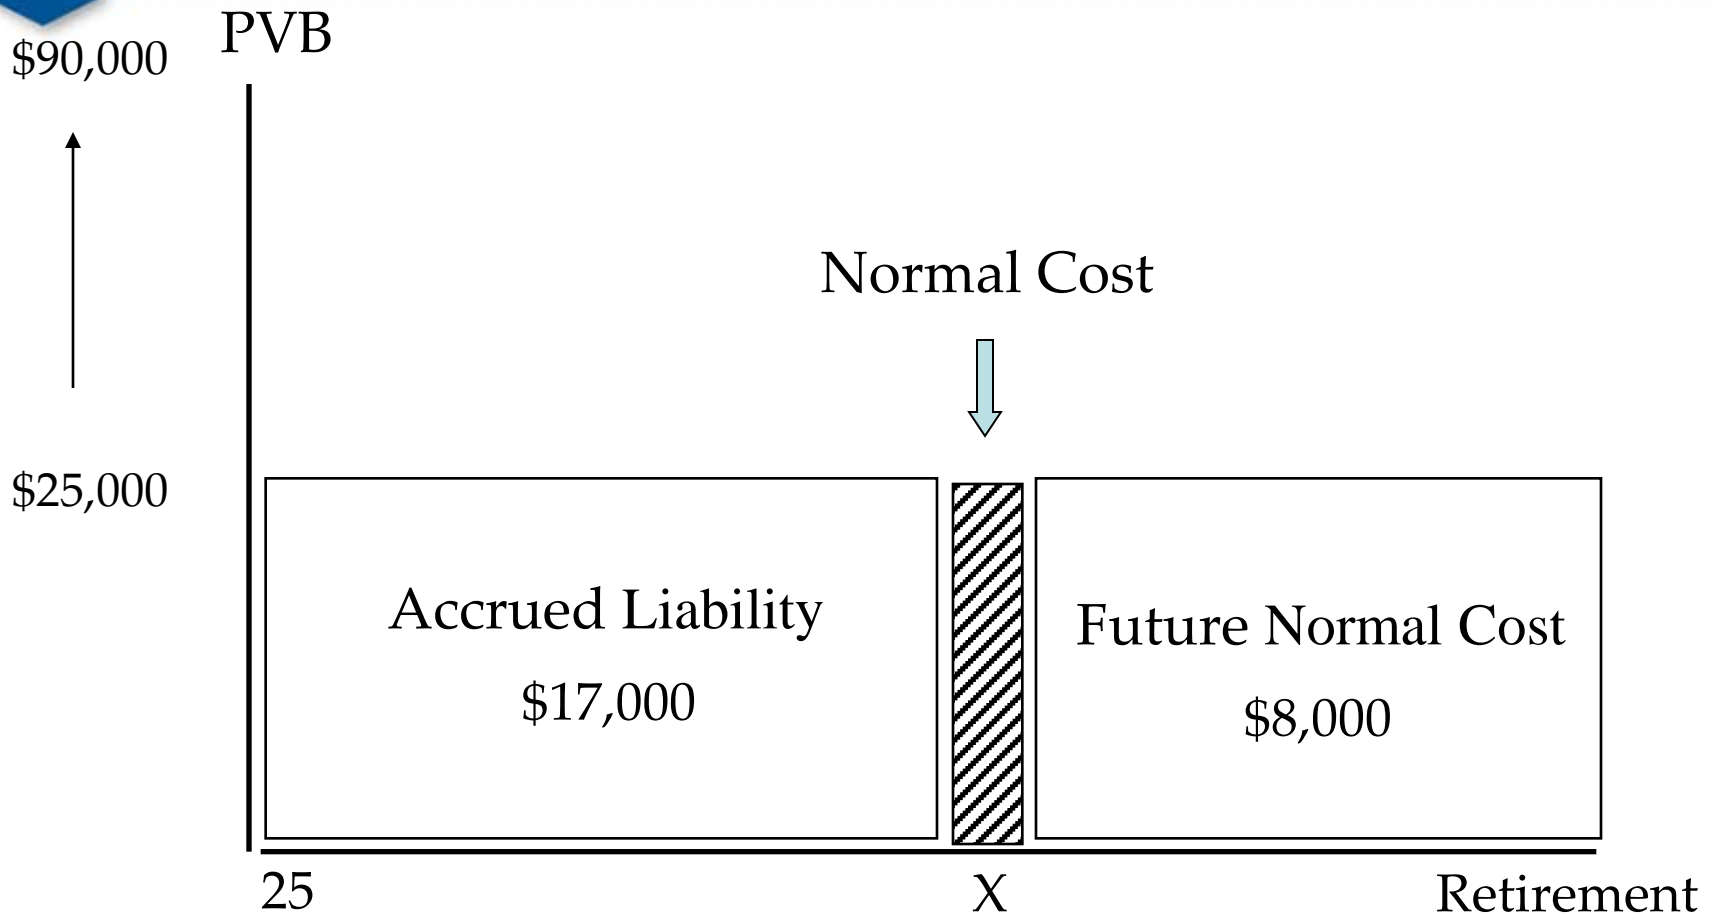 PVB
$90,000
Normal Cost
$25,000
Accrued Liability
$17,000
Future Normal Cost
$8,000
25
X
Retirement